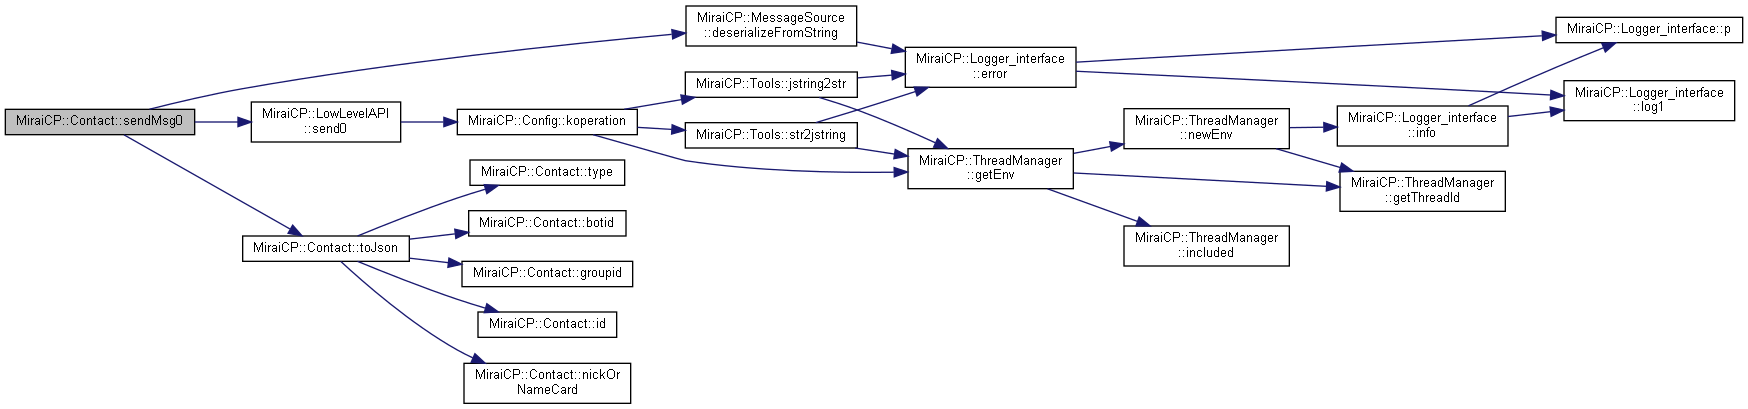 MiraiCP::Contact::sendMsg0
MiraiCP::MessageSource
::deserializeFromString
MiraiCP::LowLevelAPI
::send0
MiraiCP::Contact::toJson
MiraiCP::Config::koperation
MiraiCP::Contact::type
MiraiCP::Contact::botid
MiraiCP::Contact::groupid
MiraiCP::Contact::id
MiraiCP::Contact::nickOr
NameCard
MiraiCP::Tools::jstring2str
MiraiCP::Tools::str2jstring
MiraiCP::Logger_interface
::error
MiraiCP::ThreadManager
::getEnv
MiraiCP::ThreadManager
::newEnv
MiraiCP::ThreadManager
::included
MiraiCP::Logger_interface
::info
MiraiCP::ThreadManager
::getThreadId
MiraiCP::Logger_interface::p
MiraiCP::Logger_interface
::log1